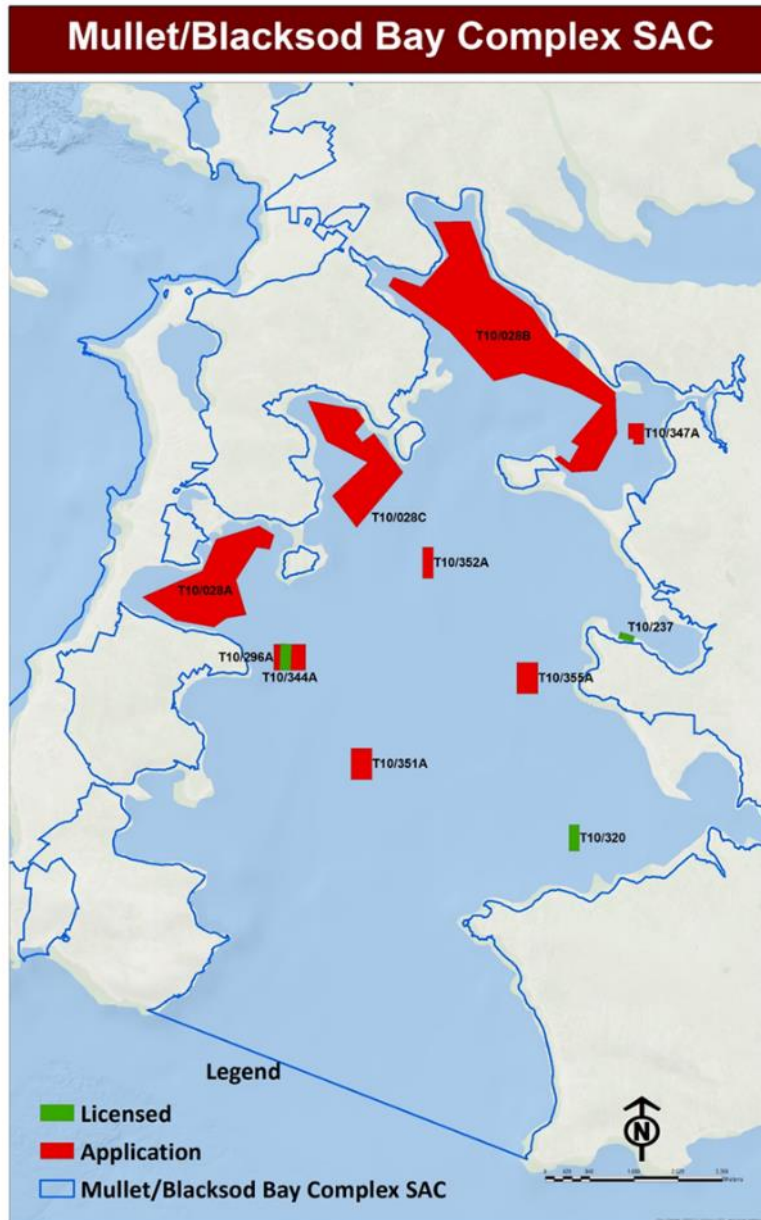 Mullet/Blacksod Bay Complex SAC
T10/028B
T10/347A
T10/028C
T10/352A
T10/028A
T10/237
T10/296A
T10/344A
T10/355A
T10/351A
T10/320
Legend
Licensed
Application
Mullet/Blacksod Bay Complex SAC
N